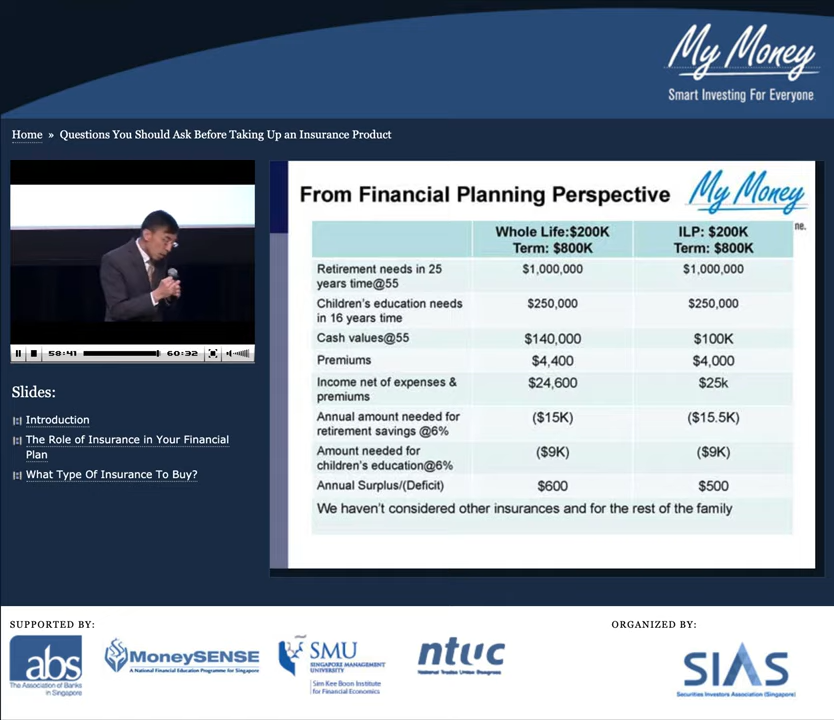 My Money
Smart Investing For Everyone
Home » Questions You Should Ask Before Taking Up an Insurance Product
58:41 60:32
Slides:
Introduction
The Role of Insurance in Your Financial
Plan
What Type Of Insurance To Buy?
From Financial Planning Perspective
My Money
ne.
Whole Life:$200K
Term: $800K
ILP: $200K
Term: $800K
Retirement needs in 25
years time@55
$1,000,000
$1,000,000
Children's education needs
in 16 years time
$250,000
$250,000
Cash values@55
$140,000
$100K
Premiums
$4,400
$4,000
Income net of expenses &
premiums
$24,600
$25k
Annual amount needed for
retirement savings @6%
($15K)
($15.5K)
Amount needed for
children's education@6%
($9K)
($9K)
Annual Surplus/(Deficit)
$600
$500
We haven't considered other insurances and for the rest of the family
SUPPORTED BY:
abs
The Association of Banks
in Singapore
MoneySENSE
A National Financial Education Programme for Singapore
SMU
SINGAPORE MANAGEMENT
UNIVERSITY
Sim Kee Boon Institute
for Financial Economics
ntuc
National Trades Union Congress
ORGANIZED BY:
SIAS
Securities Investors Association (Singapore)